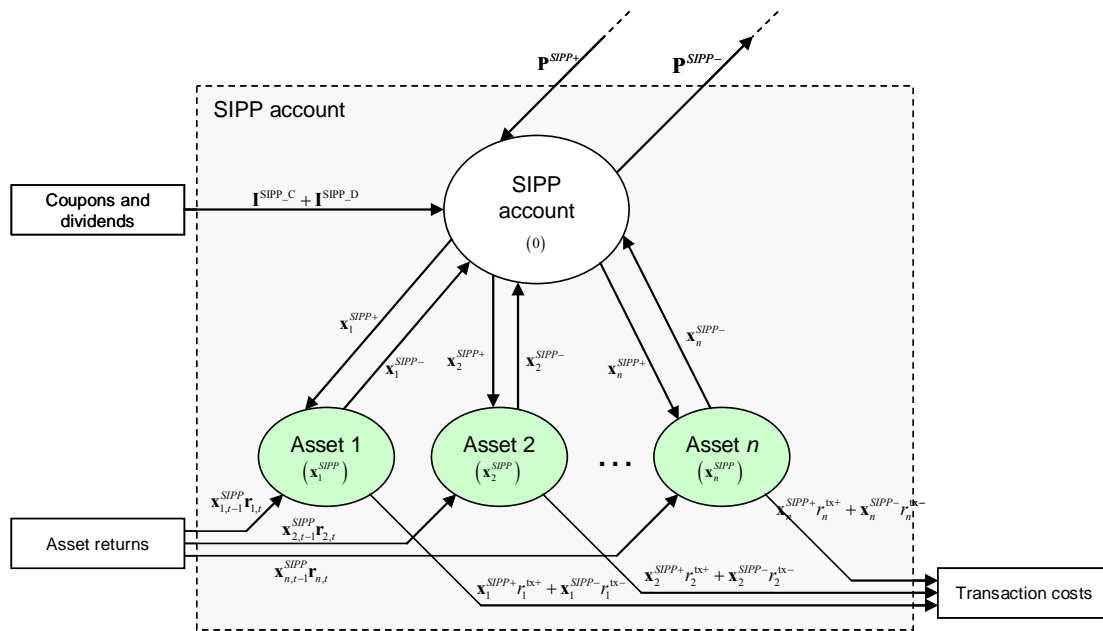 P^{SIPP+}
P^{SIPP−}
SIPP account
SIPP
account
(0)
Coupons and
dividends
I^{SIPP_C} + I^{SIPP_D}
x_1^{SIPP+}
x_1^{SIPP−}
x_2^{SIPP+}
x_2^{SIPP−}
x_n^{SIPP+}
x_n^{SIPP−}
Asset 1
(x_1^{SIPP})
Asset 2
(x_2^{SIPP})
...
Asset n
(x_n^{SIPP})
Asset returns
x_{1,t−1}^{SIPP} r_{1,t}
x_{2,t−1}^{SIPP} r_{2,t}
x_{n,t−1}^{SIPP} r_{n,t}
x_n^{SIPP+} r_n^{tx+} + x_n^{SIPP−} r_n^{tx−}
x_2^{SIPP+} r_2^{tx+} + x_2^{SIPP−} r_2^{tx−}
x_1^{SIPP+} r_1^{tx+} + x_1^{SIPP−} r_1^{tx−}
Transaction costs